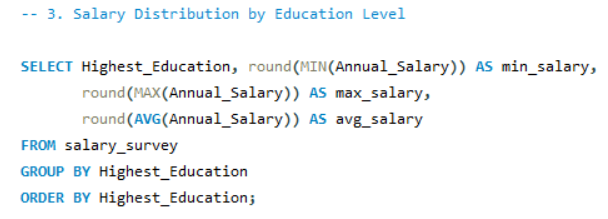 -- 3. Salary Distribution by Education Level
SELECT Highest_Education, round(MIN(Annual_Salary)) AS min_salary,
round(MAX(Annual_Salary)) AS max_salary,
round(AVG(Annual_Salary)) AS avg_salary
FROM salary_survey
GROUP BY Highest_Education
ORDER BY Highest_Education;